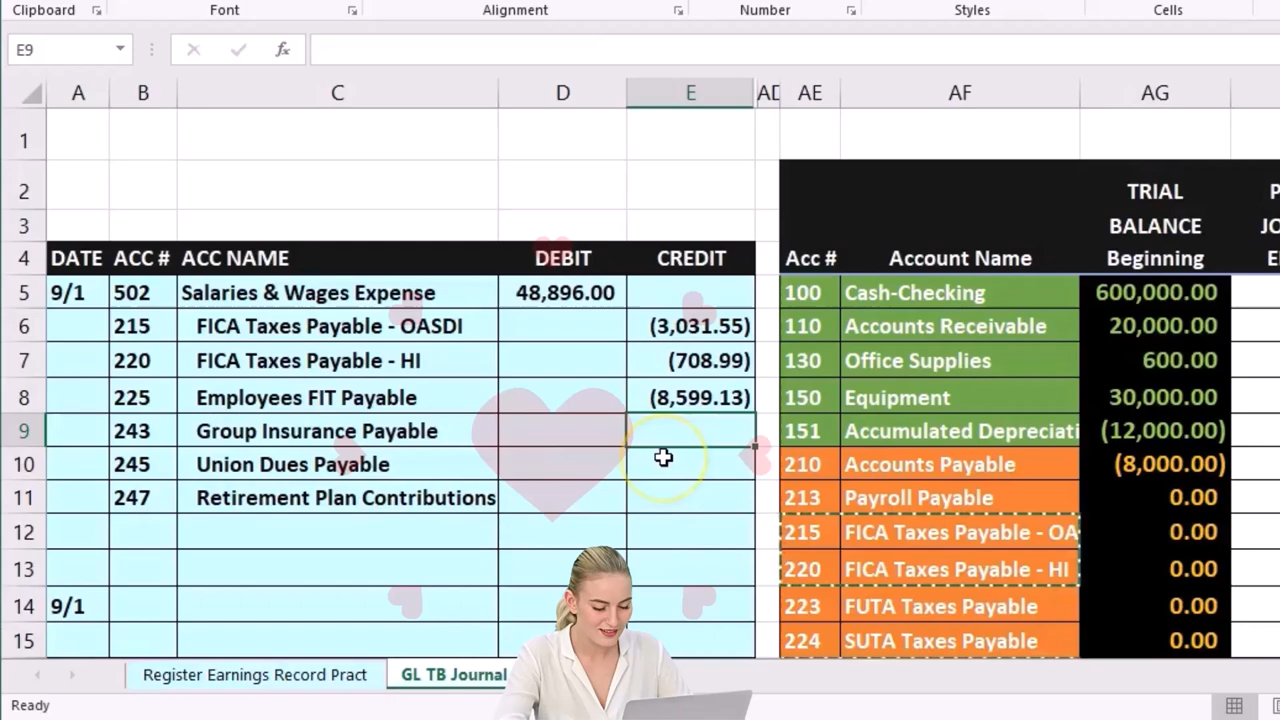 Clipboard Font Alignment Number Styles Cells
E9
A B C D E AD AE AF AG
1
2 TRIAL
3 BALANCE
4 DATE ACC # ACC NAME DEBIT CREDIT Acc # Account Name Beginning
5 9/1 502 Salaries & Wages Expense 48,896.00 100 Cash-Checking 600,000.00
6 215 FICA Taxes Payable - OASDI (3,031.55) 110 Accounts Receivable 20,000.00
7 220 FICA Taxes Payable - HI (708.99) 130 Office Supplies 600.00
8 225 Employees FIT Payable (8,599.13) 150 Equipment 30,000.00
9 243 Group Insurance Payable 151 Accumulated Depreciati (12,000.00)
10 245 Union Dues Payable 210 Accounts Payable (8,000.00)
11 247 Retirement Plan Contributions 213 Payroll Payable 0.00
12 215 FICA Taxes Payable - OA 0.00
13 220 FICA Taxes Payable - HI 0.00
14 9/1 223 FUTA Taxes Payable 0.00
15 224 SUTA Taxes Payable 0.00
Register Earnings Record Pract GL TB Journal
Ready